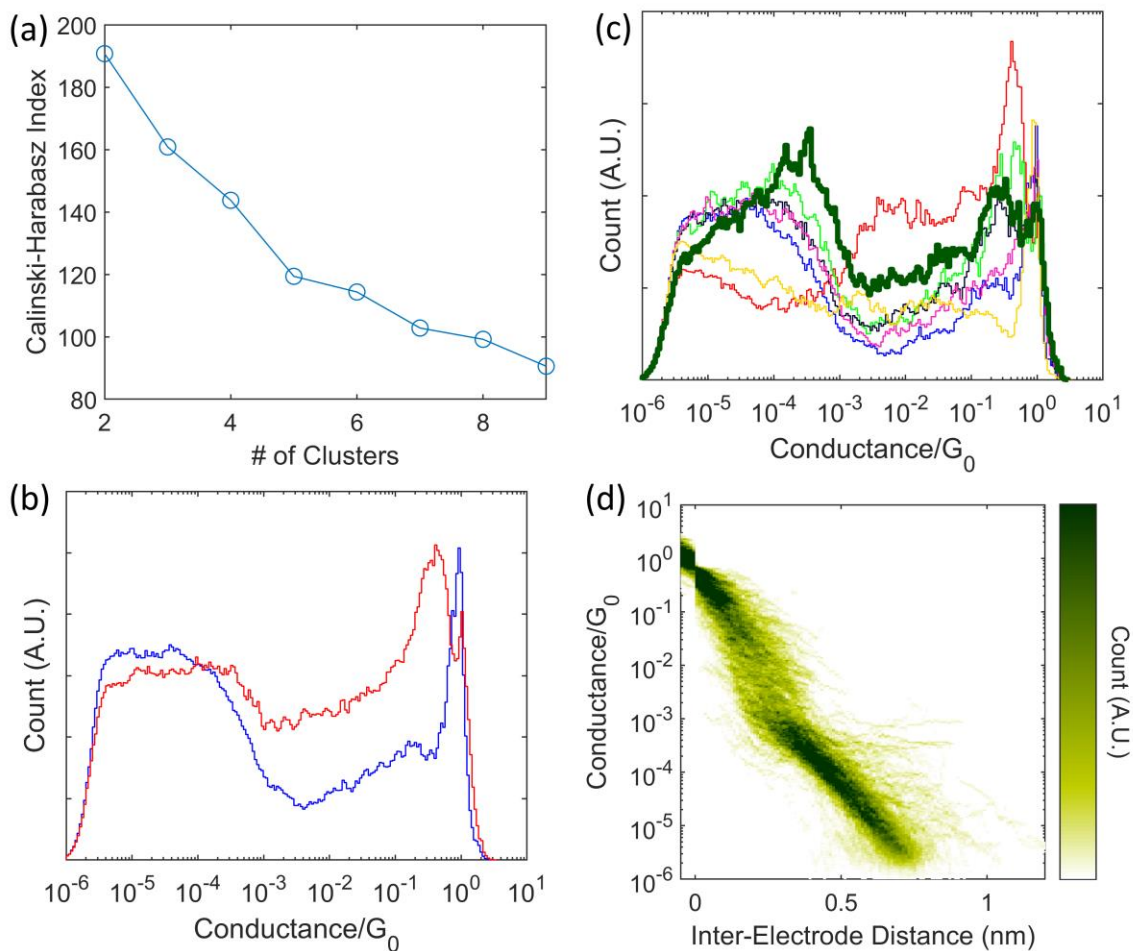 (a)
200
180
160
140
120
100
80
Calinski-Harabasz Index
2
4
6
8
# of Clusters
(c)
Count (A.U.)
10⁻⁶
10⁻⁵
10⁻⁴
10⁻³
10⁻²
10⁻¹
10⁰
10¹
Conductance/G₀
(b)
Count (A.U.)
10⁻⁶
10⁻⁵
10⁻⁴
10⁻³
10⁻²
10⁻¹
10⁰
10¹
Conductance/G₀
(d)
10¹
10⁰
10⁻¹
10⁻²
10⁻³
10⁻⁴
10⁻⁵
10⁻⁶
Conductance/G₀
0
0.5
1
Inter-Electrode Distance (nm)
Count (A.U.)